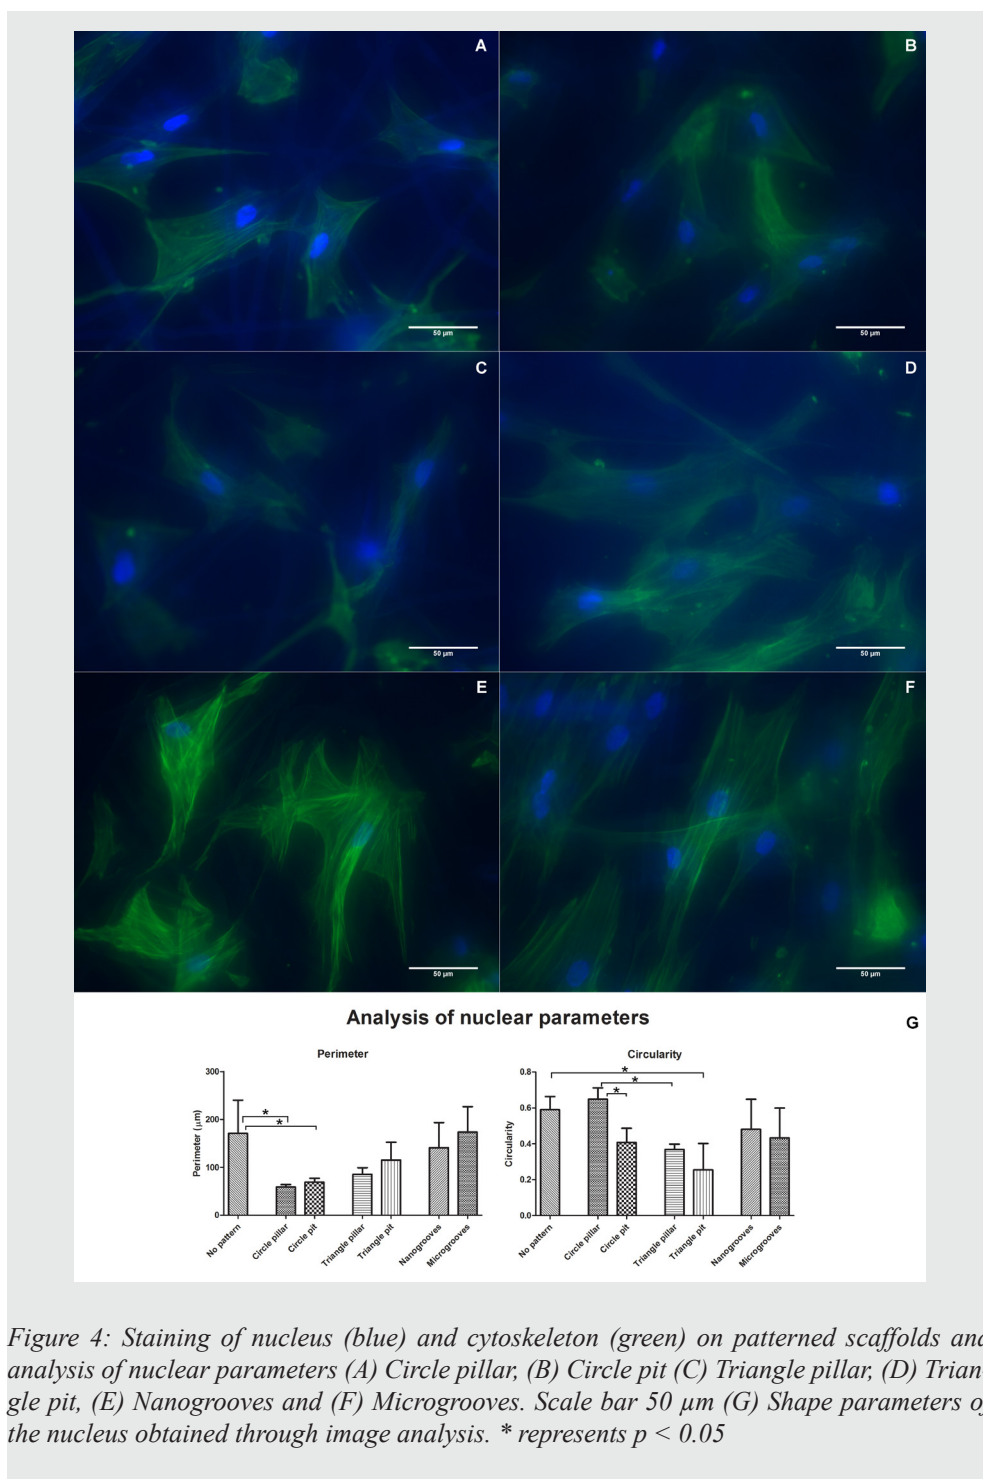 A
B
50 µm
50 µm
C
D
50 µm
50 µm
E
F
50 µm
50 µm
Analysis of nuclear parameters
G
Perimeter
Circularity
300
200
100
0
Perimeter (µm)
* 
*
No pattern
Circle pillar
Circle pit
Triangle pillar
Triangle pit
Nanogrooves
Microgrooves
0.8
0.6
0.4
0.2
0.0
Circularity
*
*
*
No pattern
Circle pillar
Circle pit
Triangle pillar
Triangle pit
Nanogrooves
Microgrooves
Figure 4: Staining of nucleus (blue) and cytoskeleton (green) on patterned scaffolds and
analysis of nuclear parameters (A) Circle pillar, (B) Circle pit (C) Triangle pillar, (D) Trian
gle pit, (E) Nanogrooves and (F) Microgrooves. Scale bar 50 µm (G) Shape parameters of
the nucleus obtained through image analysis. * represents p < 0.05